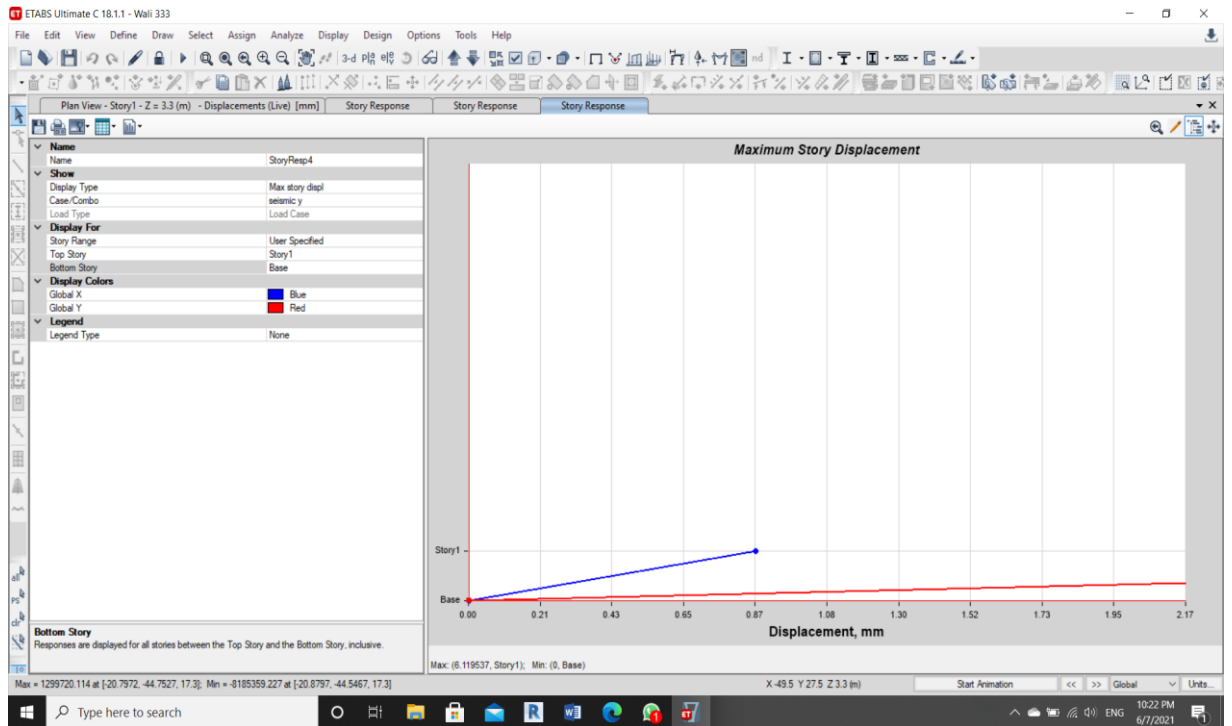 ETABS Ultimate C 18.1.1 - Wali 333
File Edit View Define Draw Select Assign Analyze Display Design Options Tools Help
3-d
nd
Plan View - Story1 - Z = 3.3 (m) - Displacements (Live) [mm] Story Response Story Response Story Response
Name
Name StoryResp4
Show
Display Type Max story displ
Case/Combo seismic y
Load Type Load Case
Display For
Story Range User Specified
Top Story Story1
Bottom Story Base
Display Colors
Global X Blue
Global Y Red
Legend
Legend Type None
all
ps
clr
Bottom Story
Responses are displayed for all stories between the Top Story and the Bottom Story, inclusive.
Maximum Story Displacement
Story1
Base
0.00 0.21 0.43 0.65 0.87 1.08 1.30 1.52 1.73 1.95 2.17
Displacement, mm
Max: (6.119537, Story1); Min: (0, Base)
Max = 1299720.114 at [-20.7972, -44.7527, 17.3]; Min = -8185359.227 at [-20.8797, -44.5467, 17.3]
X -49.5 Y 27.5 Z 3.3 (m) Start Animation << >> Global Units...
Type here to search
ENG 10:22 PM
6/7/2021